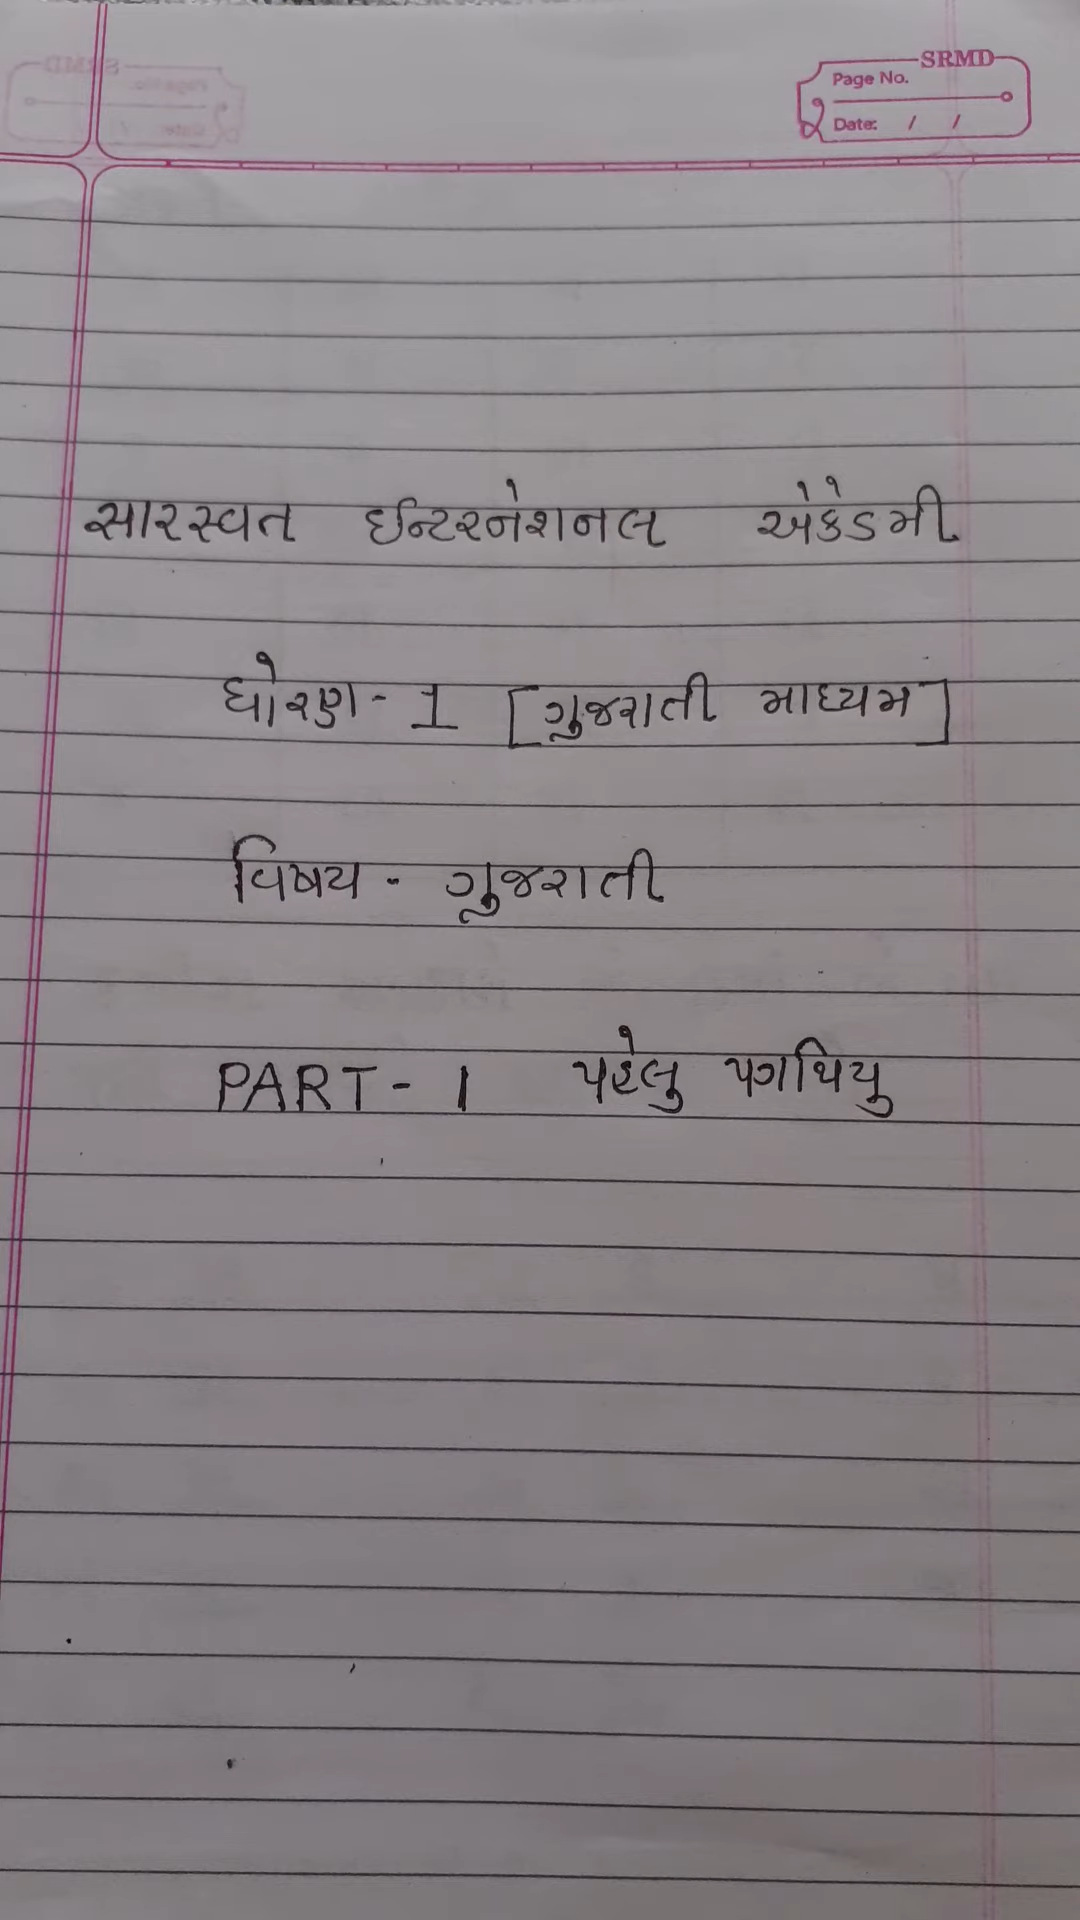 SRMD
Page No.
Date: / /
સારસ્વત ઈન્ટરનેશનલ એકેડમી
ધોરણ - 1 [ગુજરાતી માધ્યમ]
વિષય - ગુજરાતી
PART - 1 પહેલુ પગથિયુ